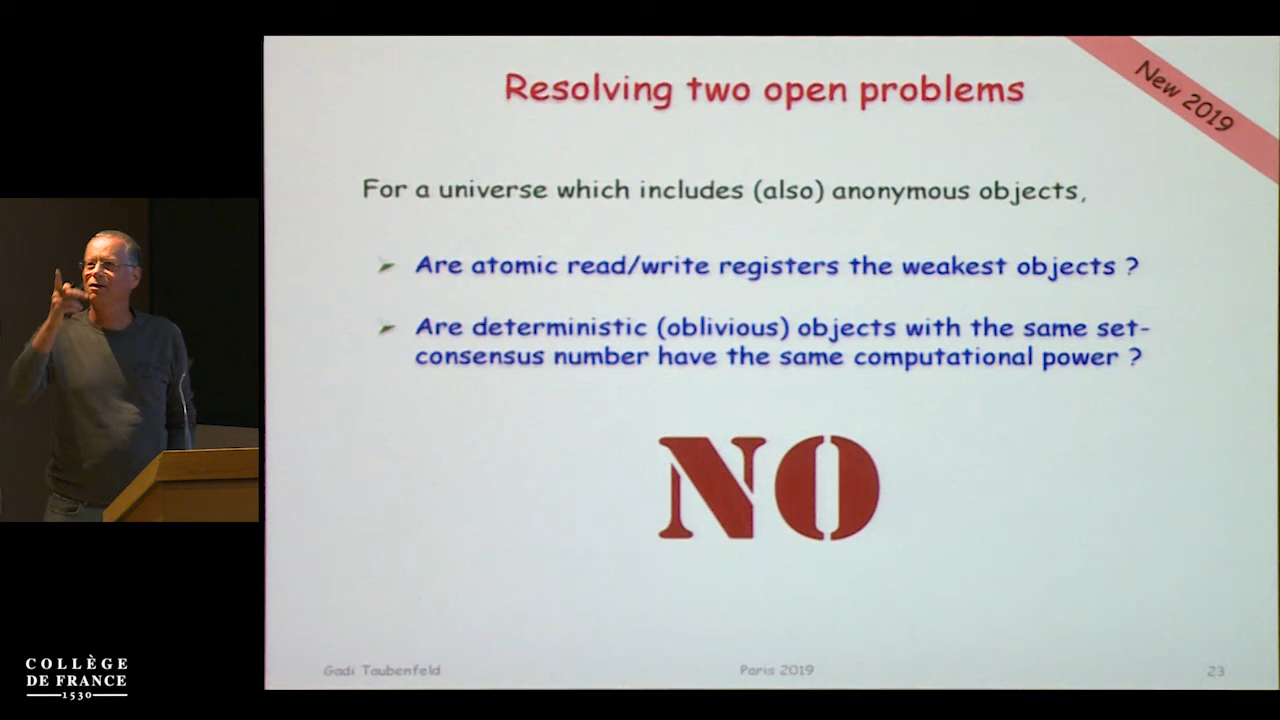 Resolving two open problems
New 2019
For a universe which includes (also) anonymous objects,
Are atomic read/write registers the weakest objects ?
Are deterministic (oblivious) objects with the same set-
consensus number have the same computational power ?
NO
Gadi Taubenfeld
Paris 2019
23
COLLÈGE
DE FRANCE
1530